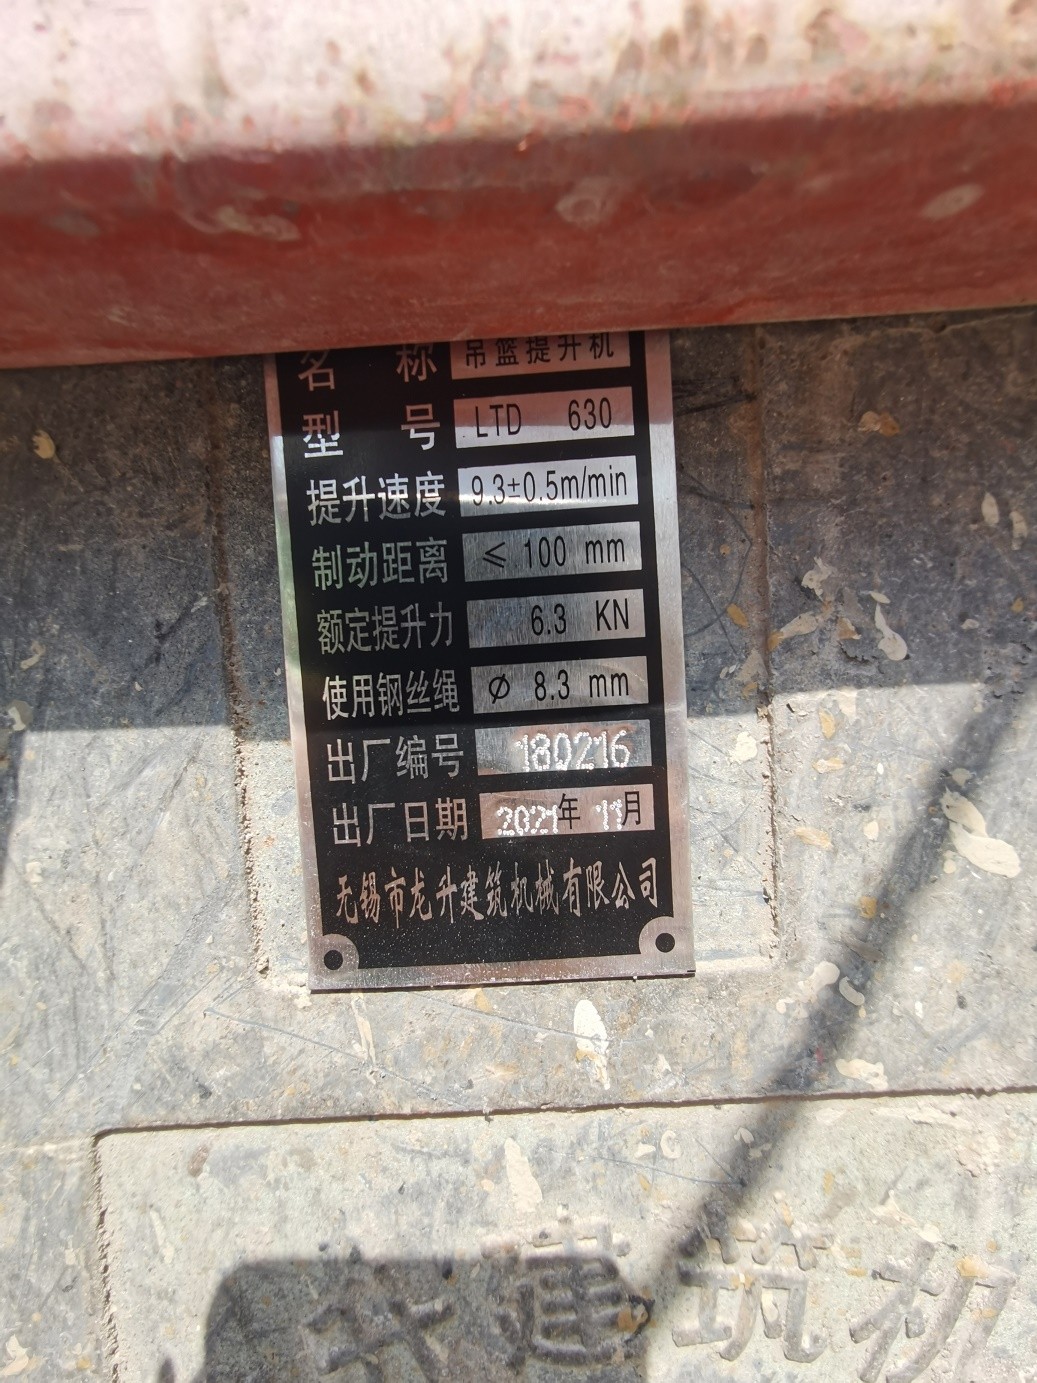 名 称 吊篮提升机
型 号 LTD 630
提升速度 9.3±0.5m/min
制动距离 ≤ 100 mm
额定提升力 6.3 KN
使用钢丝绳 Ø 8.3 mm
出厂编号 180216
出厂日期 2021年 11月
无锡市龙升建筑机械有限公司
建筑机